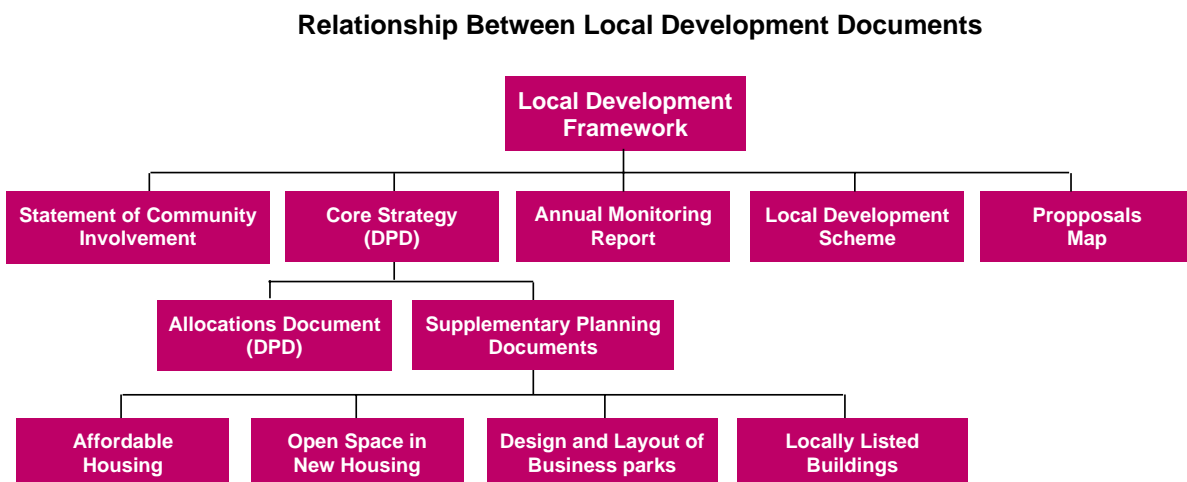 Relationship Between Local Development Documents
Local Development
Framework
Statement of Community
Involvement
Core Strategy
(DPD)
Annual Monitoring
Report
Local Development
Scheme
Propposals
Map
Allocations Document
(DPD)
Supplementary Planning
Documents
Affordable
Housing
Open Space in
New Housing
Design and Layout of
Business parks
Locally Listed
Buildings